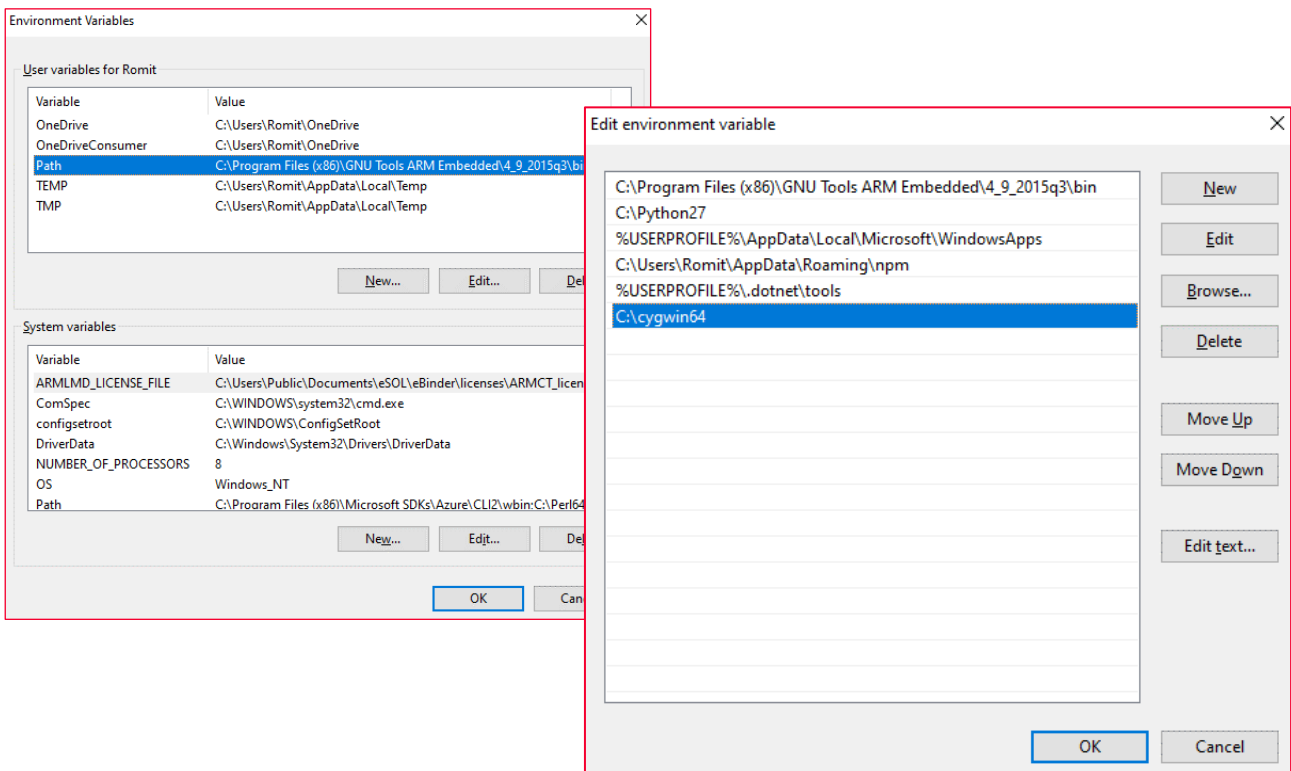 Environment Variables
User variables for Romit
Variable Value
OneDrive C:\Users\Romit\OneDrive
OneDriveConsumer C:\Users\Romit\OneDrive
Path C:\Program Files (x86)\GNU Tools ARM Embedded\4_9_2015q3\bi
TEMP C:\Users\Romit\AppData\Local\Temp
TMP C:\Users\Romit\AppData\Local\Temp
New... Edit... Del
System variables
Variable Value
ARMLMD_LICENSE_FILE C:\Users\Public\Documents\eSOL\eBinder\licenses\ARMCT_licen
ComSpec C:\WINDOWS\system32\cmd.exe
configsetroot C:\WINDOWS\ConfigSetRoot
DriverData C:\Windows\System32\Drivers\DriverData
NUMBER_OF_PROCESSORS 8
OS Windows_NT
Path C:\Program Files (x86)\Microsoft SDKs\Azure\CLI2\wbin;C:\Perl64
New... Edit... Del
OK Can
Edit environment variable
C:\Program Files (x86)\GNU Tools ARM Embedded\4_9_2015q3\bin
C:\Python27
%USERPROFILE%\AppData\Local\Microsoft\WindowsApps
C:\Users\Romit\AppData\Roaming\npm
%USERPROFILE%\.dotnet\tools
C:\cygwin64
New
Edit
Browse...
Delete
Move Up
Move Down
Edit text...
OK Cancel